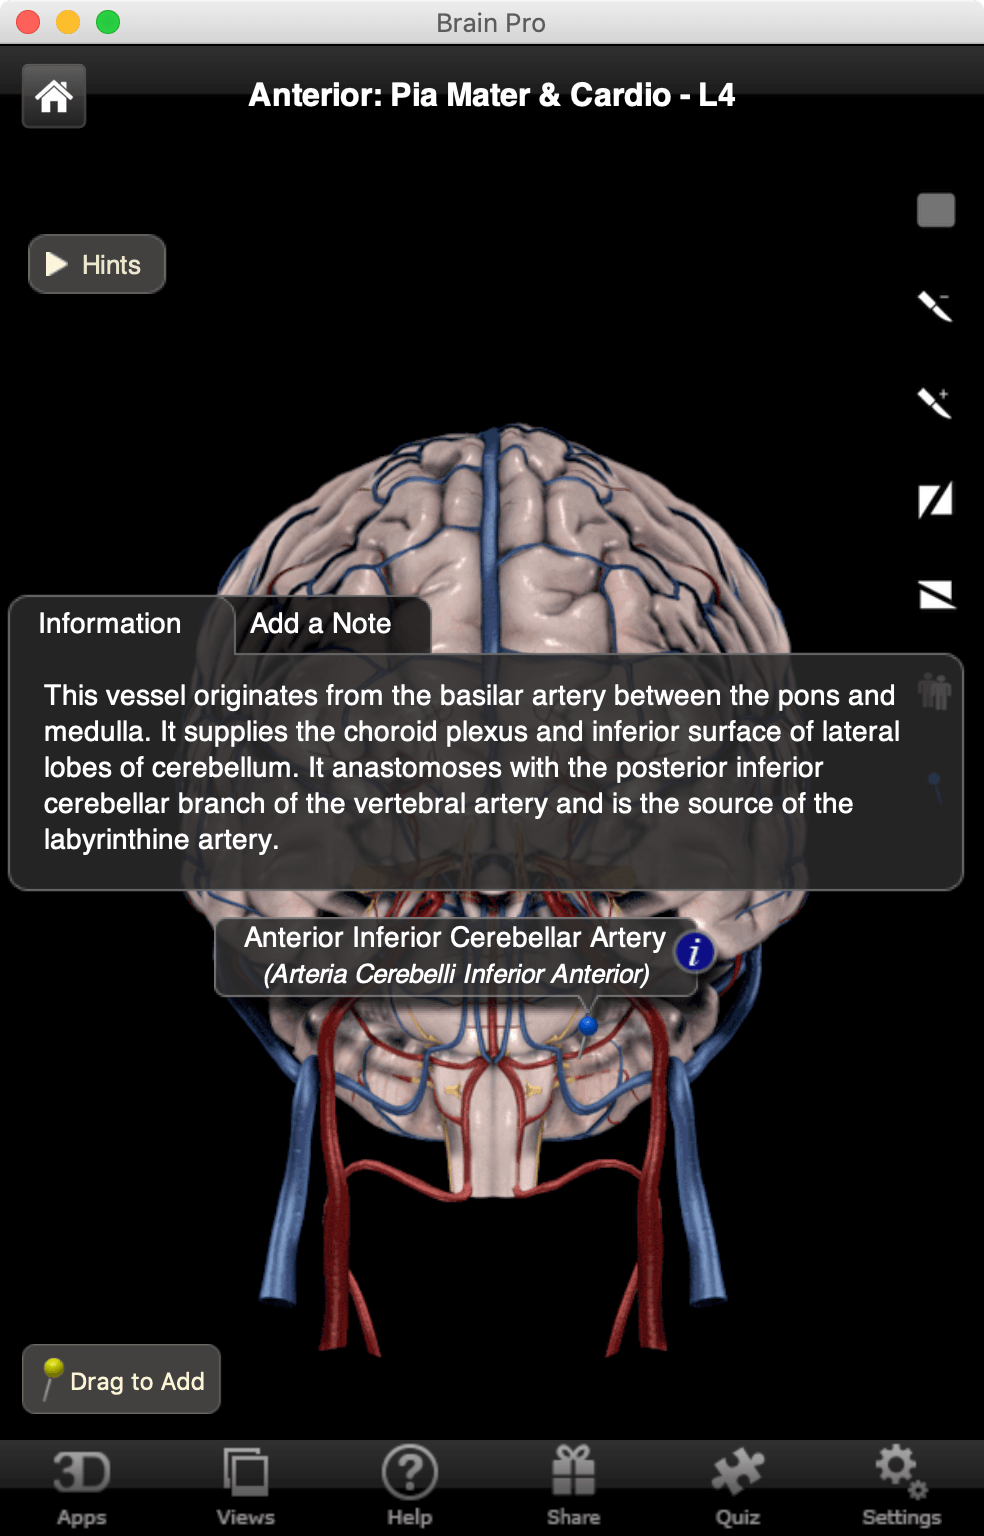 Brain Pro
Anterior: Pia Mater & Cardio - L4
Hints
Information
Add a Note
This vessel originates from the basilar artery between the pons and
medulla. It supplies the choroid plexus and inferior surface of lateral
lobes of cerebellum. It anastomoses with the posterior inferior
cerebellar branch of the vertebral artery and is the source of the
labyrinthine artery.
Anterior Inferior Cerebellar Artery
(Arteria Cerebelli Inferior Anterior)
i
Drag to Add
3D
Apps
Views
?
Help
Share
Quiz
Settings